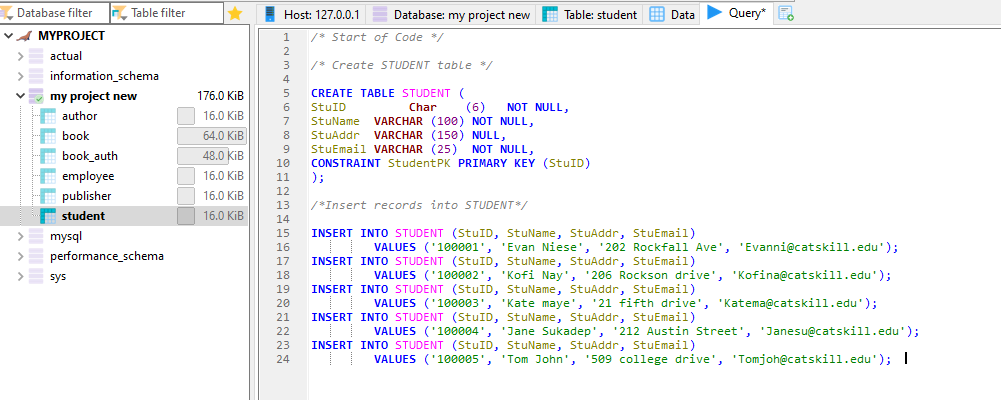 Database filter Table filter
Host: 127.0.0.1 Database: my project new Table: student Data Query*
MYPROJECT
actual
information_schema
my project new 176.0 KiB
author 16.0 KiB
book 64.0 KiB
book_auth 48.0 KiB
employee 16.0 KiB
publisher 16.0 KiB
student 16.0 KiB
mysql
performance_schema
sys
1 /* Start of Code */
2
3 /* Create STUDENT table */
4
5 CREATE TABLE STUDENT (
6 StuID Char (6) NOT NULL,
7 StuName VARCHAR (100) NOT NULL,
8 StuAddr VARCHAR (150) NULL,
9 StuEmail VARCHAR (25) NOT NULL,
10 CONSTRAINT StudentPK PRIMARY KEY (StuID)
11 );
12
13 /*Insert records into STUDENT*/
14
15 INSERT INTO STUDENT (StuID, StuName, StuAddr, StuEmail)
16 VALUES ('100001', 'Evan Niese', '202 Rockfall Ave', 'Evanni@catskill.edu');
17 INSERT INTO STUDENT (StuID, StuName, StuAddr, StuEmail)
18 VALUES ('100002', 'Kofi Nay', '206 Rockson drive', 'Kofina@catskill.edu');
19 INSERT INTO STUDENT (StuID, StuName, StuAddr, StuEmail)
20 VALUES ('100003', 'Kate maye', '21 fifth drive', 'Katema@catskill.edu');
21 INSERT INTO STUDENT (StuID, StuName, StuAddr, StuEmail)
22 VALUES ('100004', 'Jane Sukadep', '212 Austin Street', 'Janesu@catskill.edu');
23 INSERT INTO STUDENT (StuID, StuName, StuAddr, StuEmail)
24 VALUES ('100005', 'Tom John', '509 college drive', 'Tomjoh@catskill.edu');